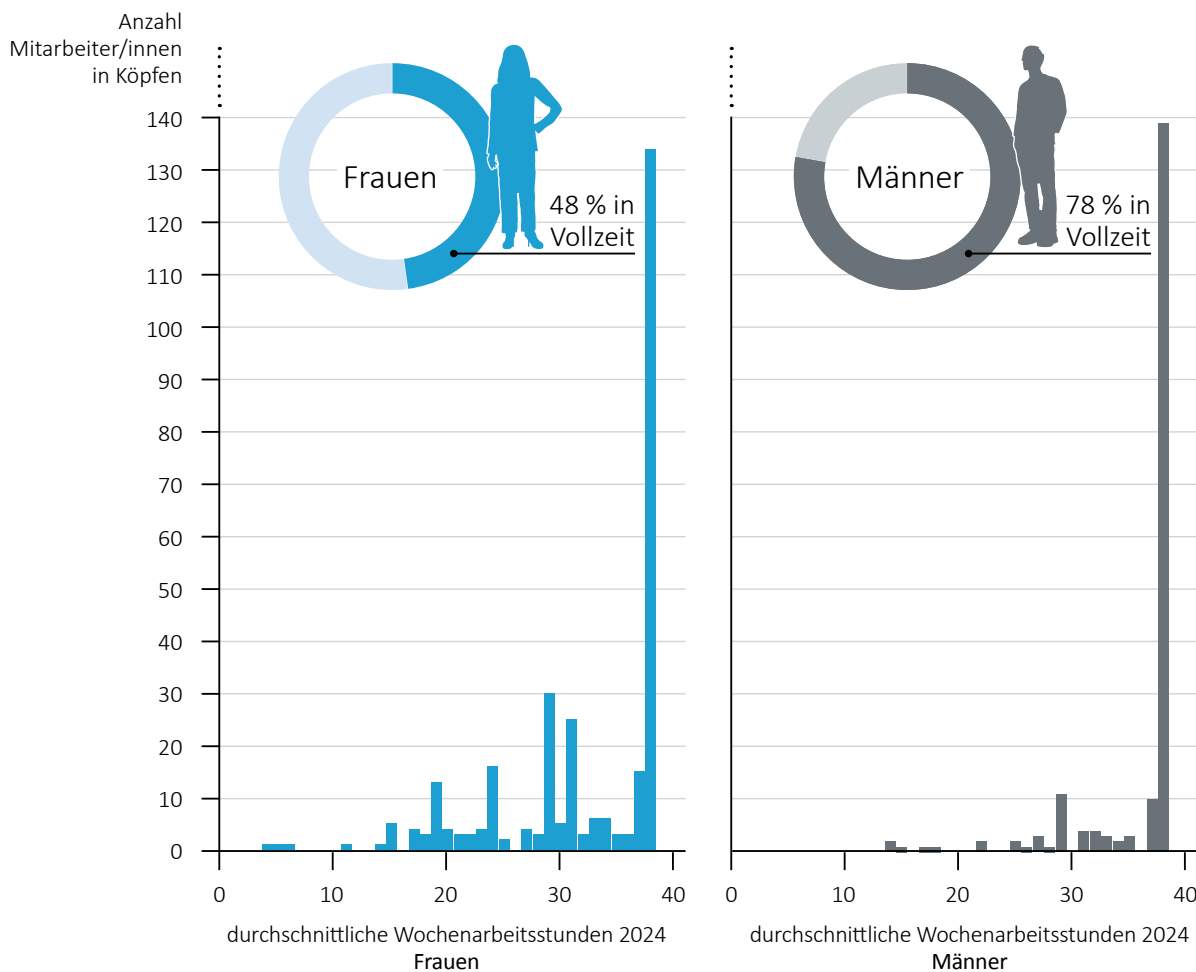 Anzahl
Mitarbeiter/innen
in Köpfen
140
130
120
110
100
90
80
70
60
50
40
30
20
10
0
Frauen
48 % in
Vollzeit
Männer
78 % in
Vollzeit
0 10 20 30 40
durchschnittliche Wochenarbeitsstunden 2024
Frauen
0 10 20 30 40
durchschnittliche Wochenarbeitsstunden 2024
Männer